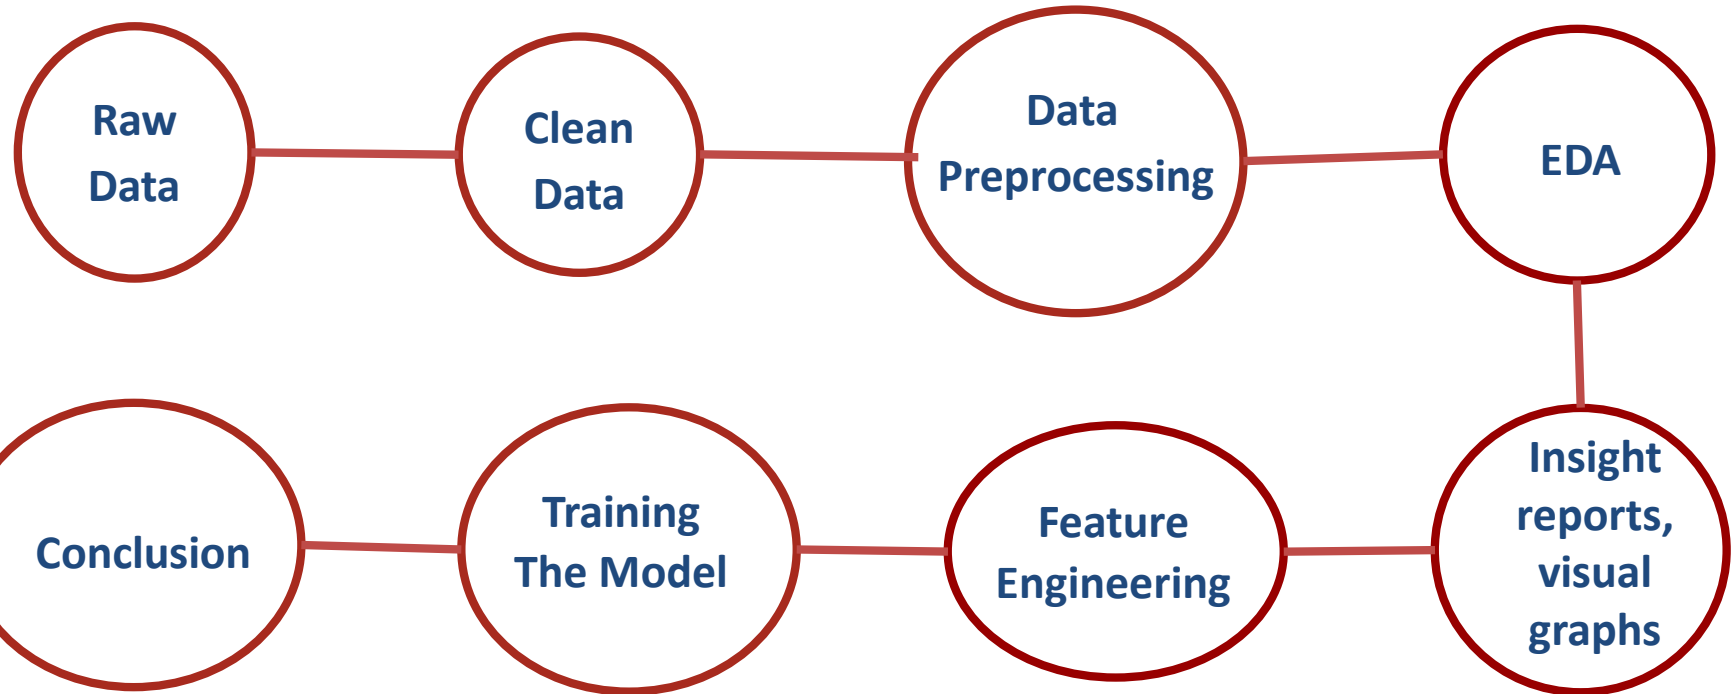 Raw
Data
Clean
Data
Data
Preprocessing
EDA
Insight
reports,
visual
graphs
Feature
Engineering
Training
The Model
Conclusion